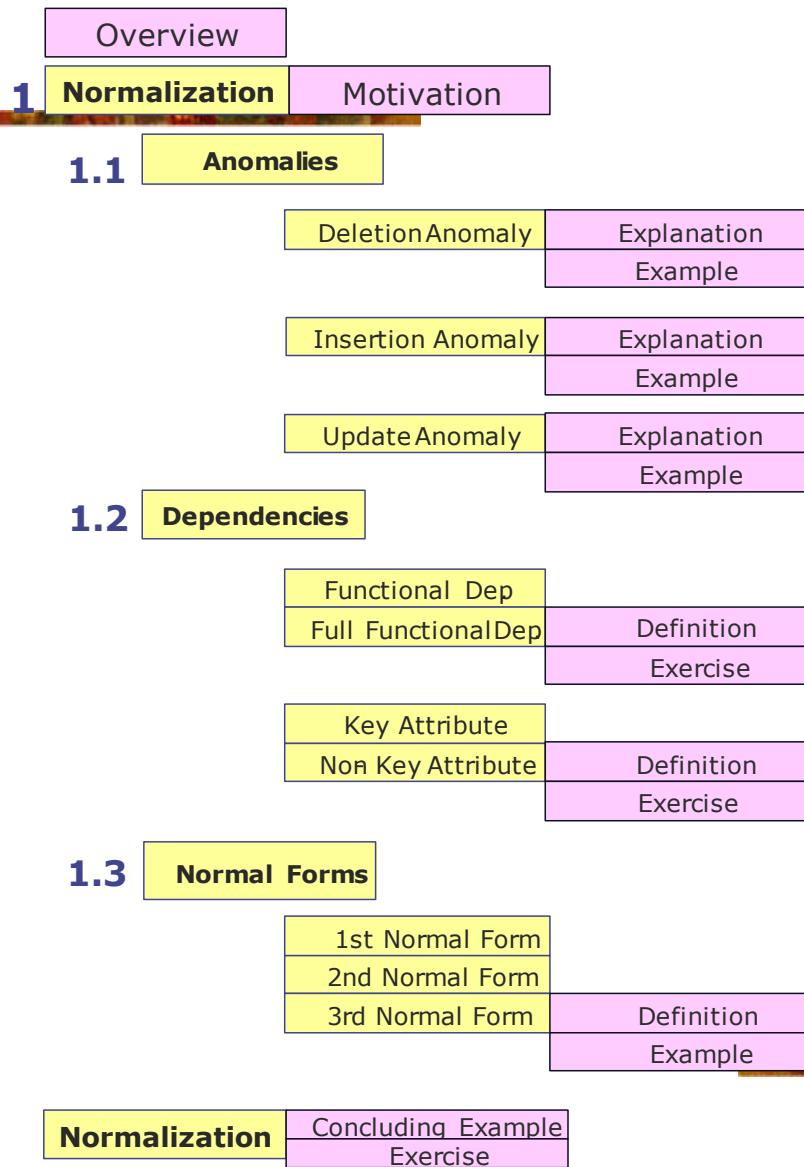 Overview
1 Normalization Motivation
1.1 Anomalies
Deletion Anomaly Explanation
Example
Insertion Anomaly Explanation
Example
Update Anomaly Explanation
Example
1.2 Dependencies
Functional Dep.
Full Functional Dep. Definition
Exercise
Key Attribute
Non-Key Attribute Definition
Exercise
1.3 Normal Forms
1st Normal Form
2nd Normal Form
3rd Normal Form Definition
Example
Normalization Concluding Example
Exercise